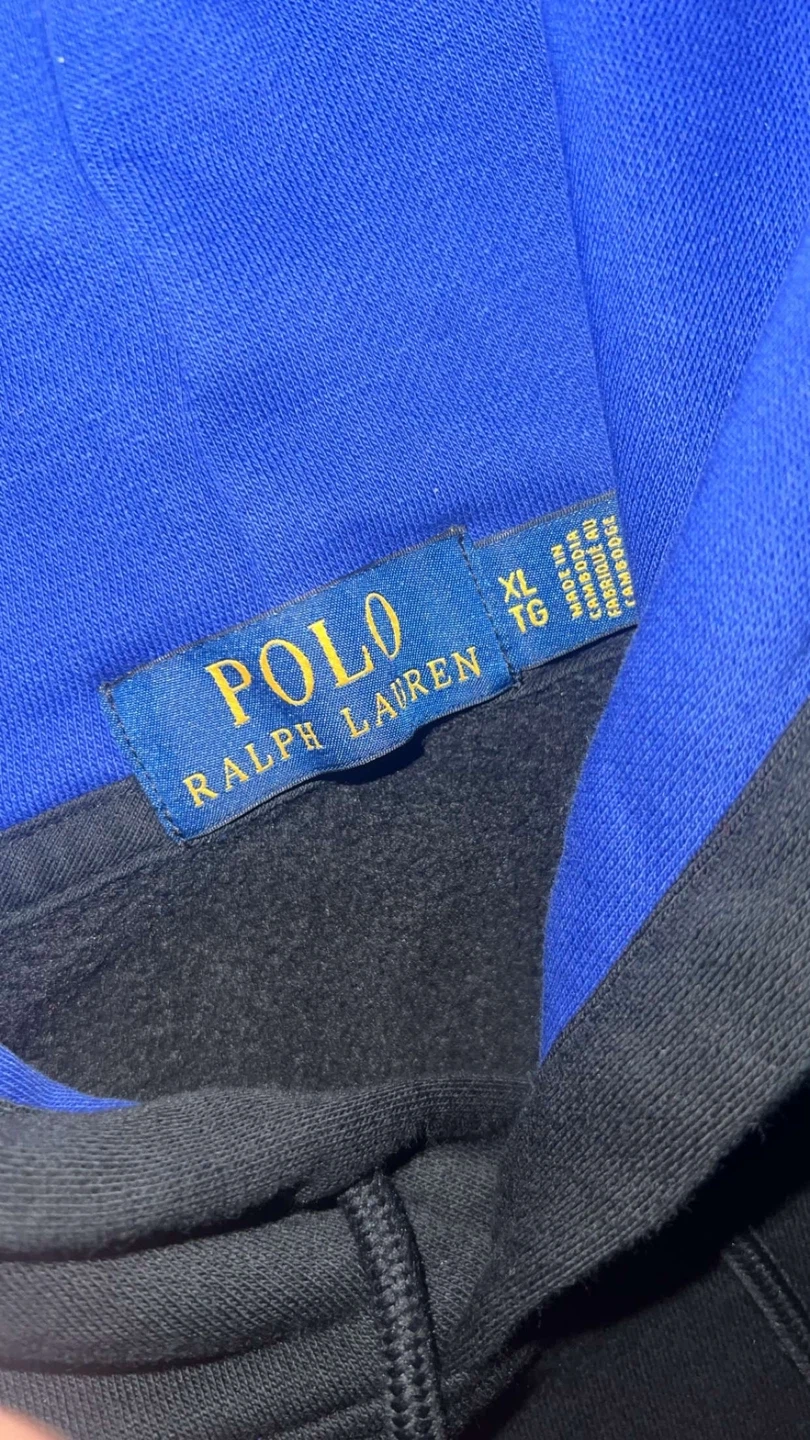 POLO
RALPH LAUREN
XL
TG
MADE IN
CAMBODIA
FABRIQUÉ AU
CAMBODGE